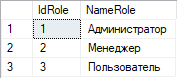 IdRole NameRole
1 1 Администратор
2 2 Менеджер
3 3 Пользователь